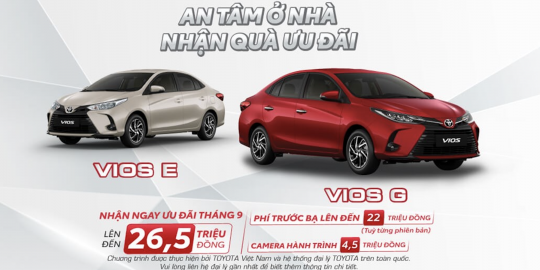 AN TÂM Ở NHÀ
NHẬN QUÀ ƯU ĐÃI
VIOS
VIOS
VIOS E
VIOS G
NHẬN NGAY ƯU ĐÃI THÁNG 9
LÊN ĐẾN 26,5 TRIỆU ĐỒNG
PHÍ TRƯỚC BẠ LÊN ĐẾN 22 TRIỆU ĐỒNG
(Tuỳ từng phiên bản)
CAMERA HÀNH TRÌNH 4,5 TRIỆU ĐỒNG
Chương trình được thực hiện bởi TOYOTA Việt Nam và hệ thống đại lý TOYOTA trên toàn quốc.
Vui lòng liên hệ đại lý gần nhất để biết thêm thông tin chi tiết.